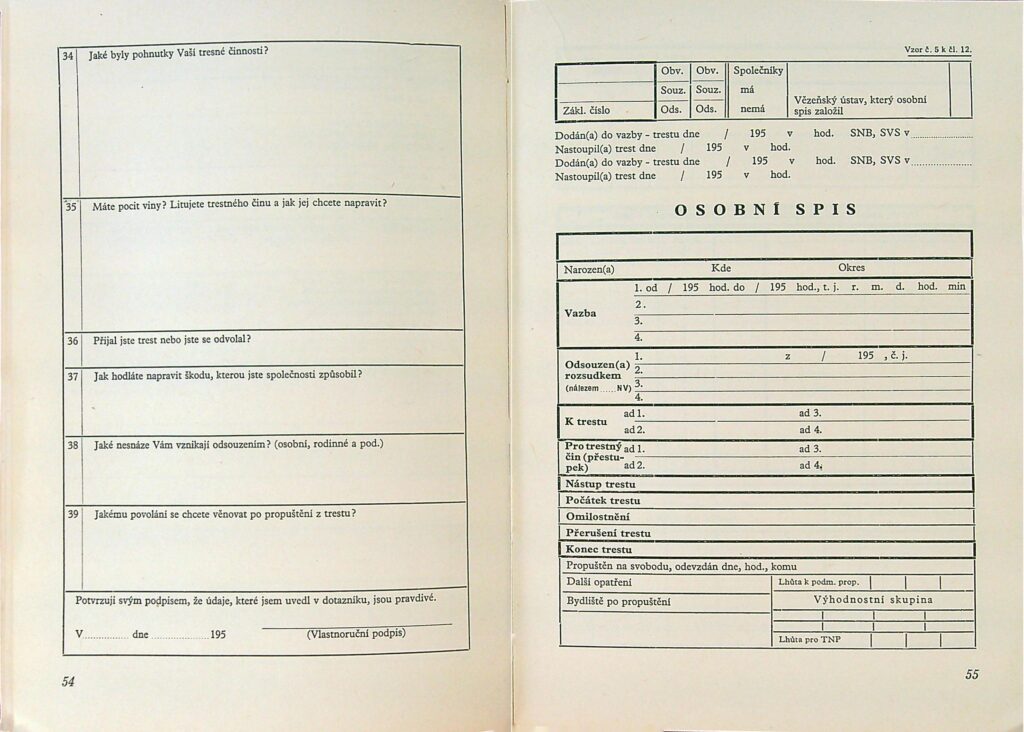 34 Jaké byly pohnutky Vaší tresné činnosti?
35 Máte pocit viny? Litujete trestného činu a jak jej chcete napravit?
36 Přijal jste trest nebo jste se odvolal?
37 Jak hodláte napravit škodu, kterou jste společnosti způsobil?
38 Jaké nesnáze Vám vznikají odsouzením? (osobní, rodinné a pod.)
39 Jakému povolání se chcete věnovat po propuštění z trestu?
Potvrzuji svým podpisem, že údaje, které jsem uvedl v dotazníku, jsou pravdivé.
V.............. dne .................. 195
(Vlastnoruční podpis)
54
Vzor č. 5 k čl. 12.
Obv. Obv. Společníky
Souz. Souz. má
Zákl. číslo Ods. Ods. nemá
Vězeňský ústav, který osobní
spis založil
Dodán(a) do vazby - trestu dne / 195 v hod. SNB, SVS v..................
Nastoupil(a) trest dne / 195 v hod.
Dodán(a) do vazby - trestu dne / 195 v hod. SNB, SVS v..................
Nastoupil(a) trest dne / 195 v hod.
OSOBNÍ SPIS
Narozen(a) Kde Okres
Vazba
1. od / 195 hod. do / 195 hod., t. j. r. m. d. hod. min
2.
3.
4.
Odsouzen(a)
rozsudkem
(nálezem ..... NV)
1. z / 195 , č. j.
2.
3.
4.
K trestu
ad 1. ad 3.
ad 2. ad 4.
Pro trestný
čin (přestu-
pek)
ad 1. ad 3.
ad 2. ad 4.
Nástup trestu
Počátek trestu
Omilostnění
Přerušení trestu
Konec trestu
Propuštěn na svobodu, odevzdán dne, hod., komu
Další opatření
Lhůta k podm. prop.
Bydliště po propuštění
Výhodnostní skupina
Lhůta pro TNP
55